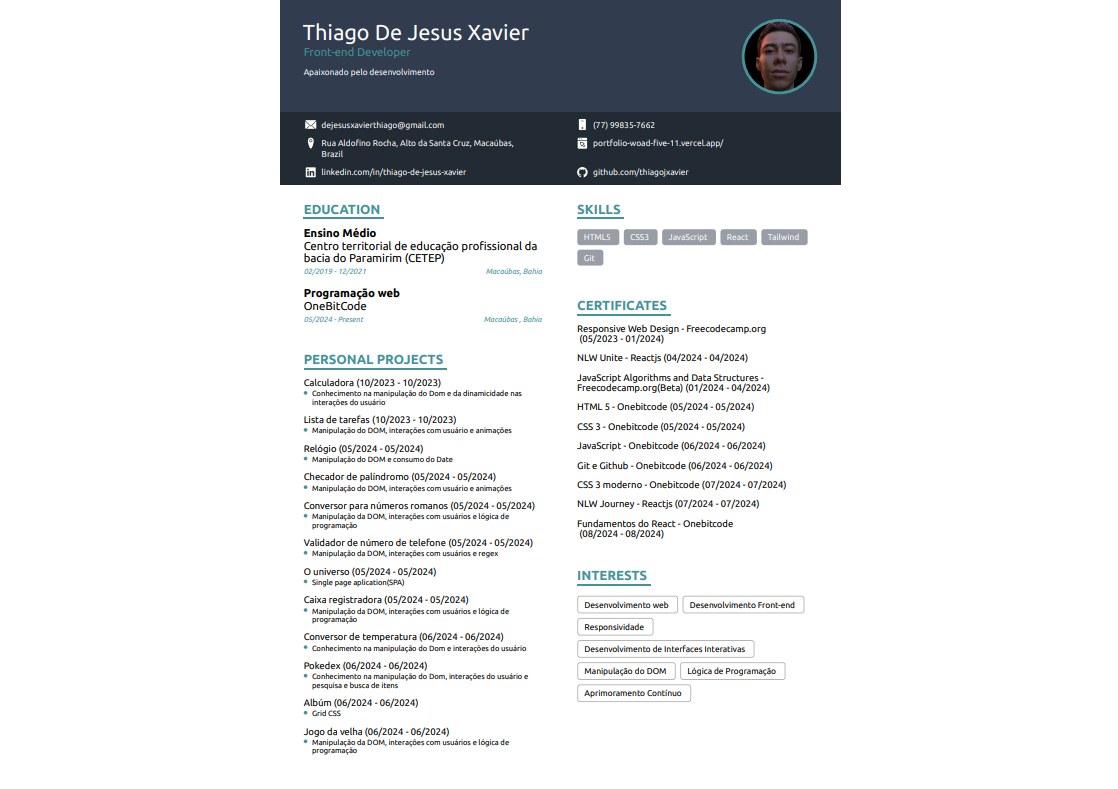 Thiago De Jesus Xavier
Front-end Developer
Apaixonado pelo desenvolvimento
dejesusxavierthiago@gmail.com
(77) 99835-7662
Rua Aldofino Rocha, Alto da Santa Cruz, Macaúbas,
Brazil
portfolio-woad-five-11.vercel.app/
linkedin.com/in/thiago-de-jesus-xavier
github.com/thiagojxavier
EDUCATION
Ensino Médio
Centro territorial de educação profissional da
bacia do Paramirim (CETEP)
02/2019 - 12/2021
Macaúbas, Bahia
Programação web
OneBitCode
05/2024 - Present
Macaúbas , Bahia
PERSONAL PROJECTS
Calculadora (10/2023 - 10/2023)
Conhecimento na manipulação do Dom e da dinamicidade nas
interações do usuário
Lista de tarefas (10/2023 - 10/2023)
Manipulação do DOM, interações com usuário e animações
Relógio (05/2024 - 05/2024)
Manipulação do DOM e consumo do Date
Checador de palíndromo (05/2024 - 05/2024)
Manipulação do DOM, interações com usuário e animações
Conversor para números romanos (05/2024 - 05/2024)
Manipulação da DOM, interações com usuários e lógica de
programação
Validador de número de telefone (05/2024 - 05/2024)
Manipulação da DOM, interações com usuários e regex
O universo (05/2024 - 05/2024)
Single page aplication(SPA)
Caixa registradora (05/2024 - 05/2024)
Manipulação da DOM, interações com usuários e lógica de
programação
Conversor de temperatura (06/2024 - 06/2024)
Conhecimento na manipulação do Dom e interações do usuário
Pokedex (06/2024 - 06/2024)
Conhecimento na manipulação do Dom, interações do usuário e
pesquisa e busca de itens
Albúm (06/2024 - 06/2024)
Grid CSS
Jogo da velha (06/2024 - 06/2024)
Manipulação da DOM, interações com usuários e lógica de
programação
SKILLS
HTML5 CSS3 JavaScript React Tailwind
Git
CERTIFICATES
Responsive Web Design - Freecodecamp.org
(05/2023 - 01/2024)
NLW Unite - Reactjs (04/2024 - 04/2024)
JavaScript Algorithms and Data Structures -
Freecodecamp.org(Beta) (01/2024 - 04/2024)
HTML 5 - Onebitcode (05/2024 - 05/2024)
CSS 3 - Onebitcode (05/2024 - 05/2024)
JavaScript - Onebitcode (06/2024 - 06/2024)
Git e Github - Onebitcode (06/2024 - 06/2024)
CSS 3 moderno - Onebitcode (07/2024 - 07/2024)
NLW Journey - Reactjs (07/2024 - 07/2024)
Fundamentos do React - Onebitcode
(08/2024 - 08/2024)
INTERESTS
Desenvolvimento web Desenvolvimento Front-end
Responsividade
Desenvolvimento de Interfaces Interativas
Manipulação do DOM Lógica de Programação
Aprimoramento Contínuo